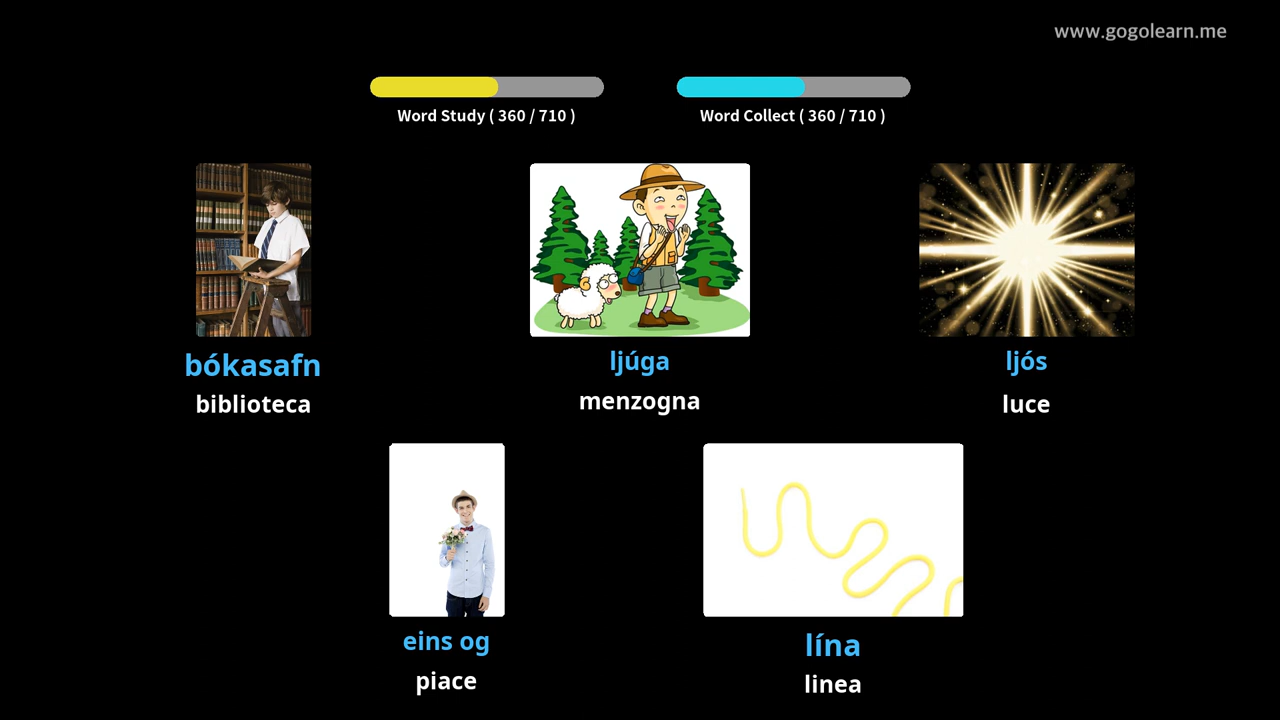 www.gogolearn.me
Word Study ( 360 / 710 )
Word Collect ( 360 / 710 )
bókasafn
biblioteca
ljúga
menzogna
ljós
luce
eins og
piace
lína
linea